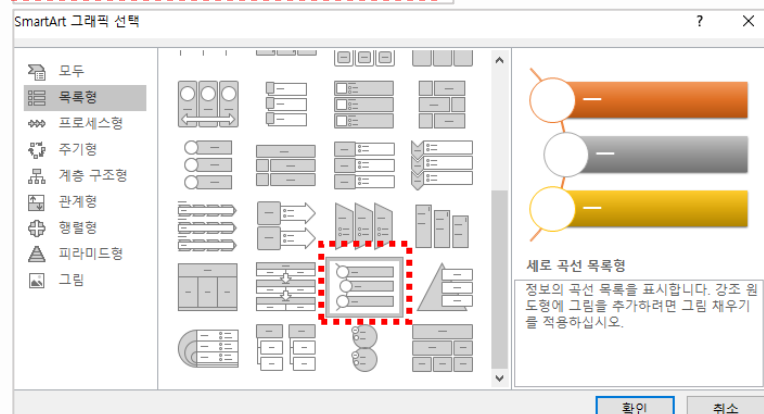 SmartArt 그래픽 선택
?
모두
목록형
프로세스형
주기형
계층 구조형
관계형
행렬형
피라미드형
그림
세로 곡선 목록형
정보의 곡선 목록을 표시합니다. 강조 원
도형에 그림을 추가하려면 그림 채우기
를 적용하십시오.
확인
취소